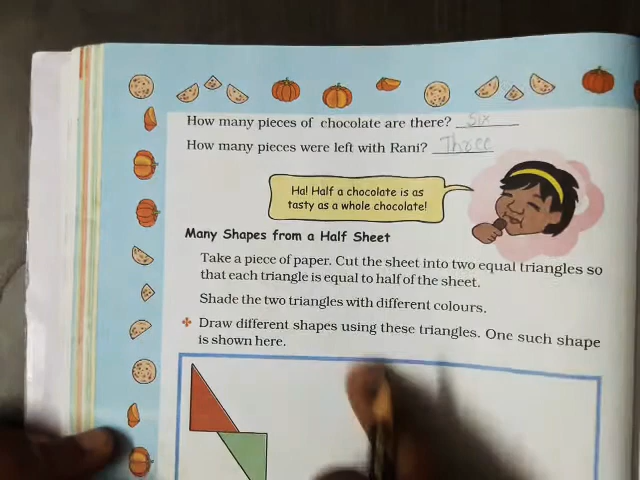 How many pieces of chocolate are there? Six
How many pieces were left with Rani? Three
Ha! Half a chocolate is as
tasty as a whole chocolate!
Many Shapes from a Half Sheet
Take a piece of paper. Cut the sheet into two equal triangles so
that each triangle is equal to half of the sheet.
Shade the two triangles with different colours.
Draw different shapes using these triangles. One such shape
is shown here.